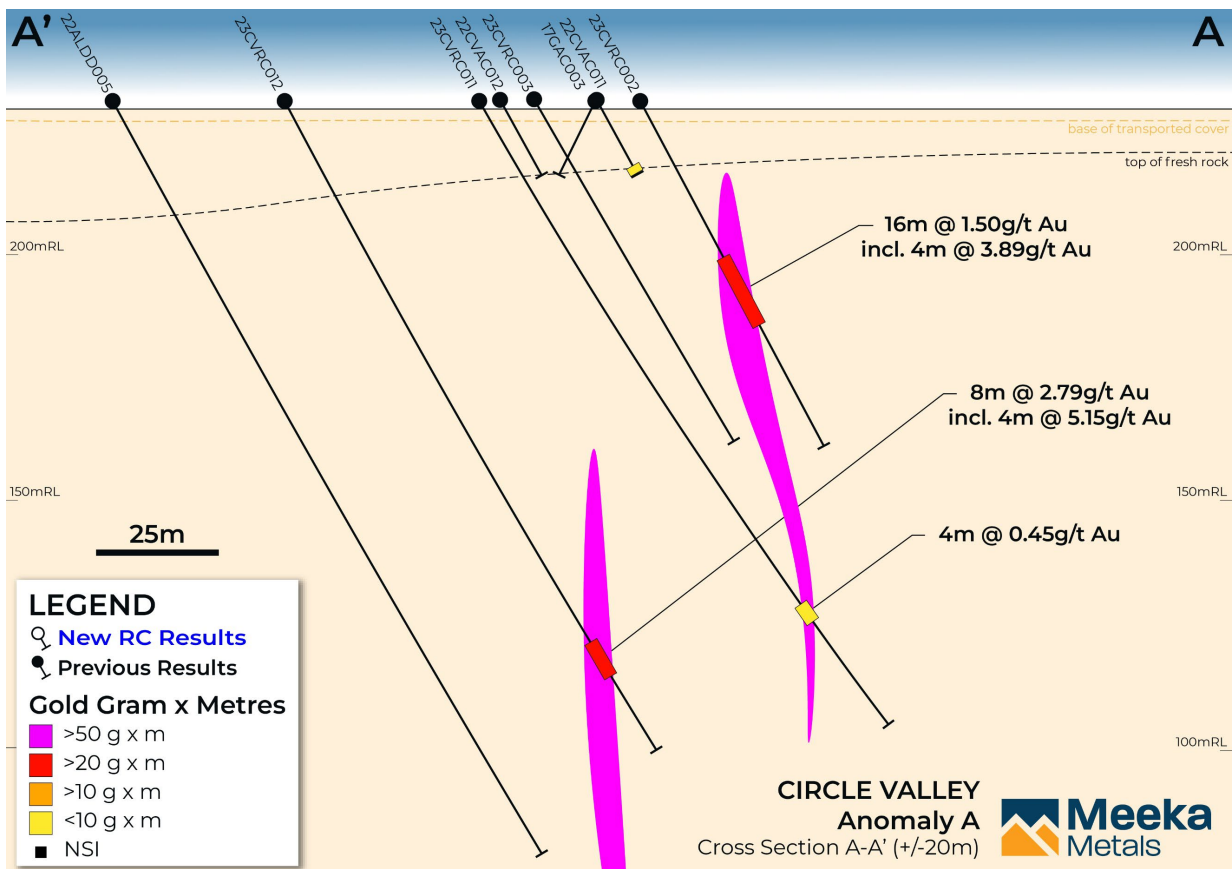 A'
A
22ALDD005
23CVRC012
23CVRC011
22CVAC012
23CVRC003
17GAC003
22CVAC011
23CVRC002
base of transported cover
top of fresh rock
200mRL
200mRL
16m @ 1.50g/t Au
incl. 4m @ 3.89g/t Au
8m @ 2.79g/t Au
incl. 4m @ 5.15g/t Au
150mRL
150mRL
25m
4m @ 0.45g/t Au
LEGEND
New RC Results
Previous Results
Gold Gram x Metres
>50 g x m
>20 g x m
>10 g x m
<10 g x m
NSI
100mRL
CIRCLE VALLEY
Anomaly A
Cross Section A-A' (+/-20m)
Meeka
Metals